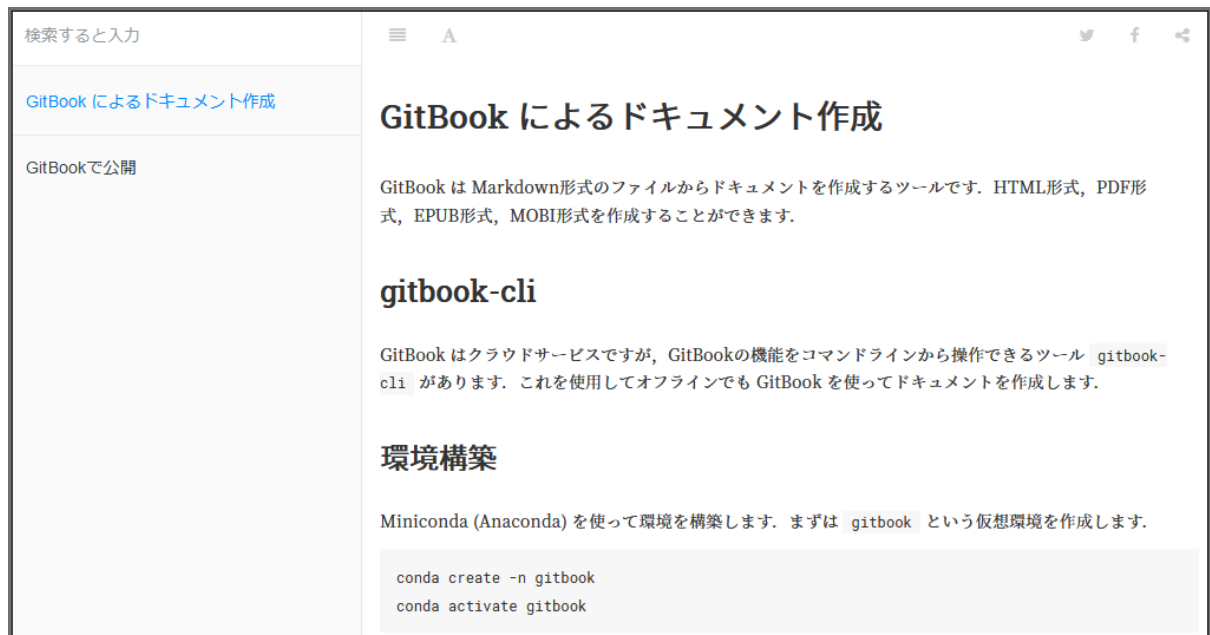 検索すると入力
A
GitBook によるドキュメント作成
GitBookで公開
GitBook によるドキュメント作成
GitBook は Markdown形式のファイルからドキュメントを作成するツールです．HTML形式，PDF形
式，EPUB形式，MOBI形式を作成することができます．
gitbook-cli
GitBook はクラウドサービスですが，GitBookの機能をコマンドラインから操作できるツール gitbook-
cli があります．これを使用してオフラインでも GitBook を使ってドキュメントを作成します．
環境構築
Miniconda (Anaconda) を使って環境を構築します．まずは gitbook という仮想環境を作成します．
conda create -n gitbook
conda activate gitbook